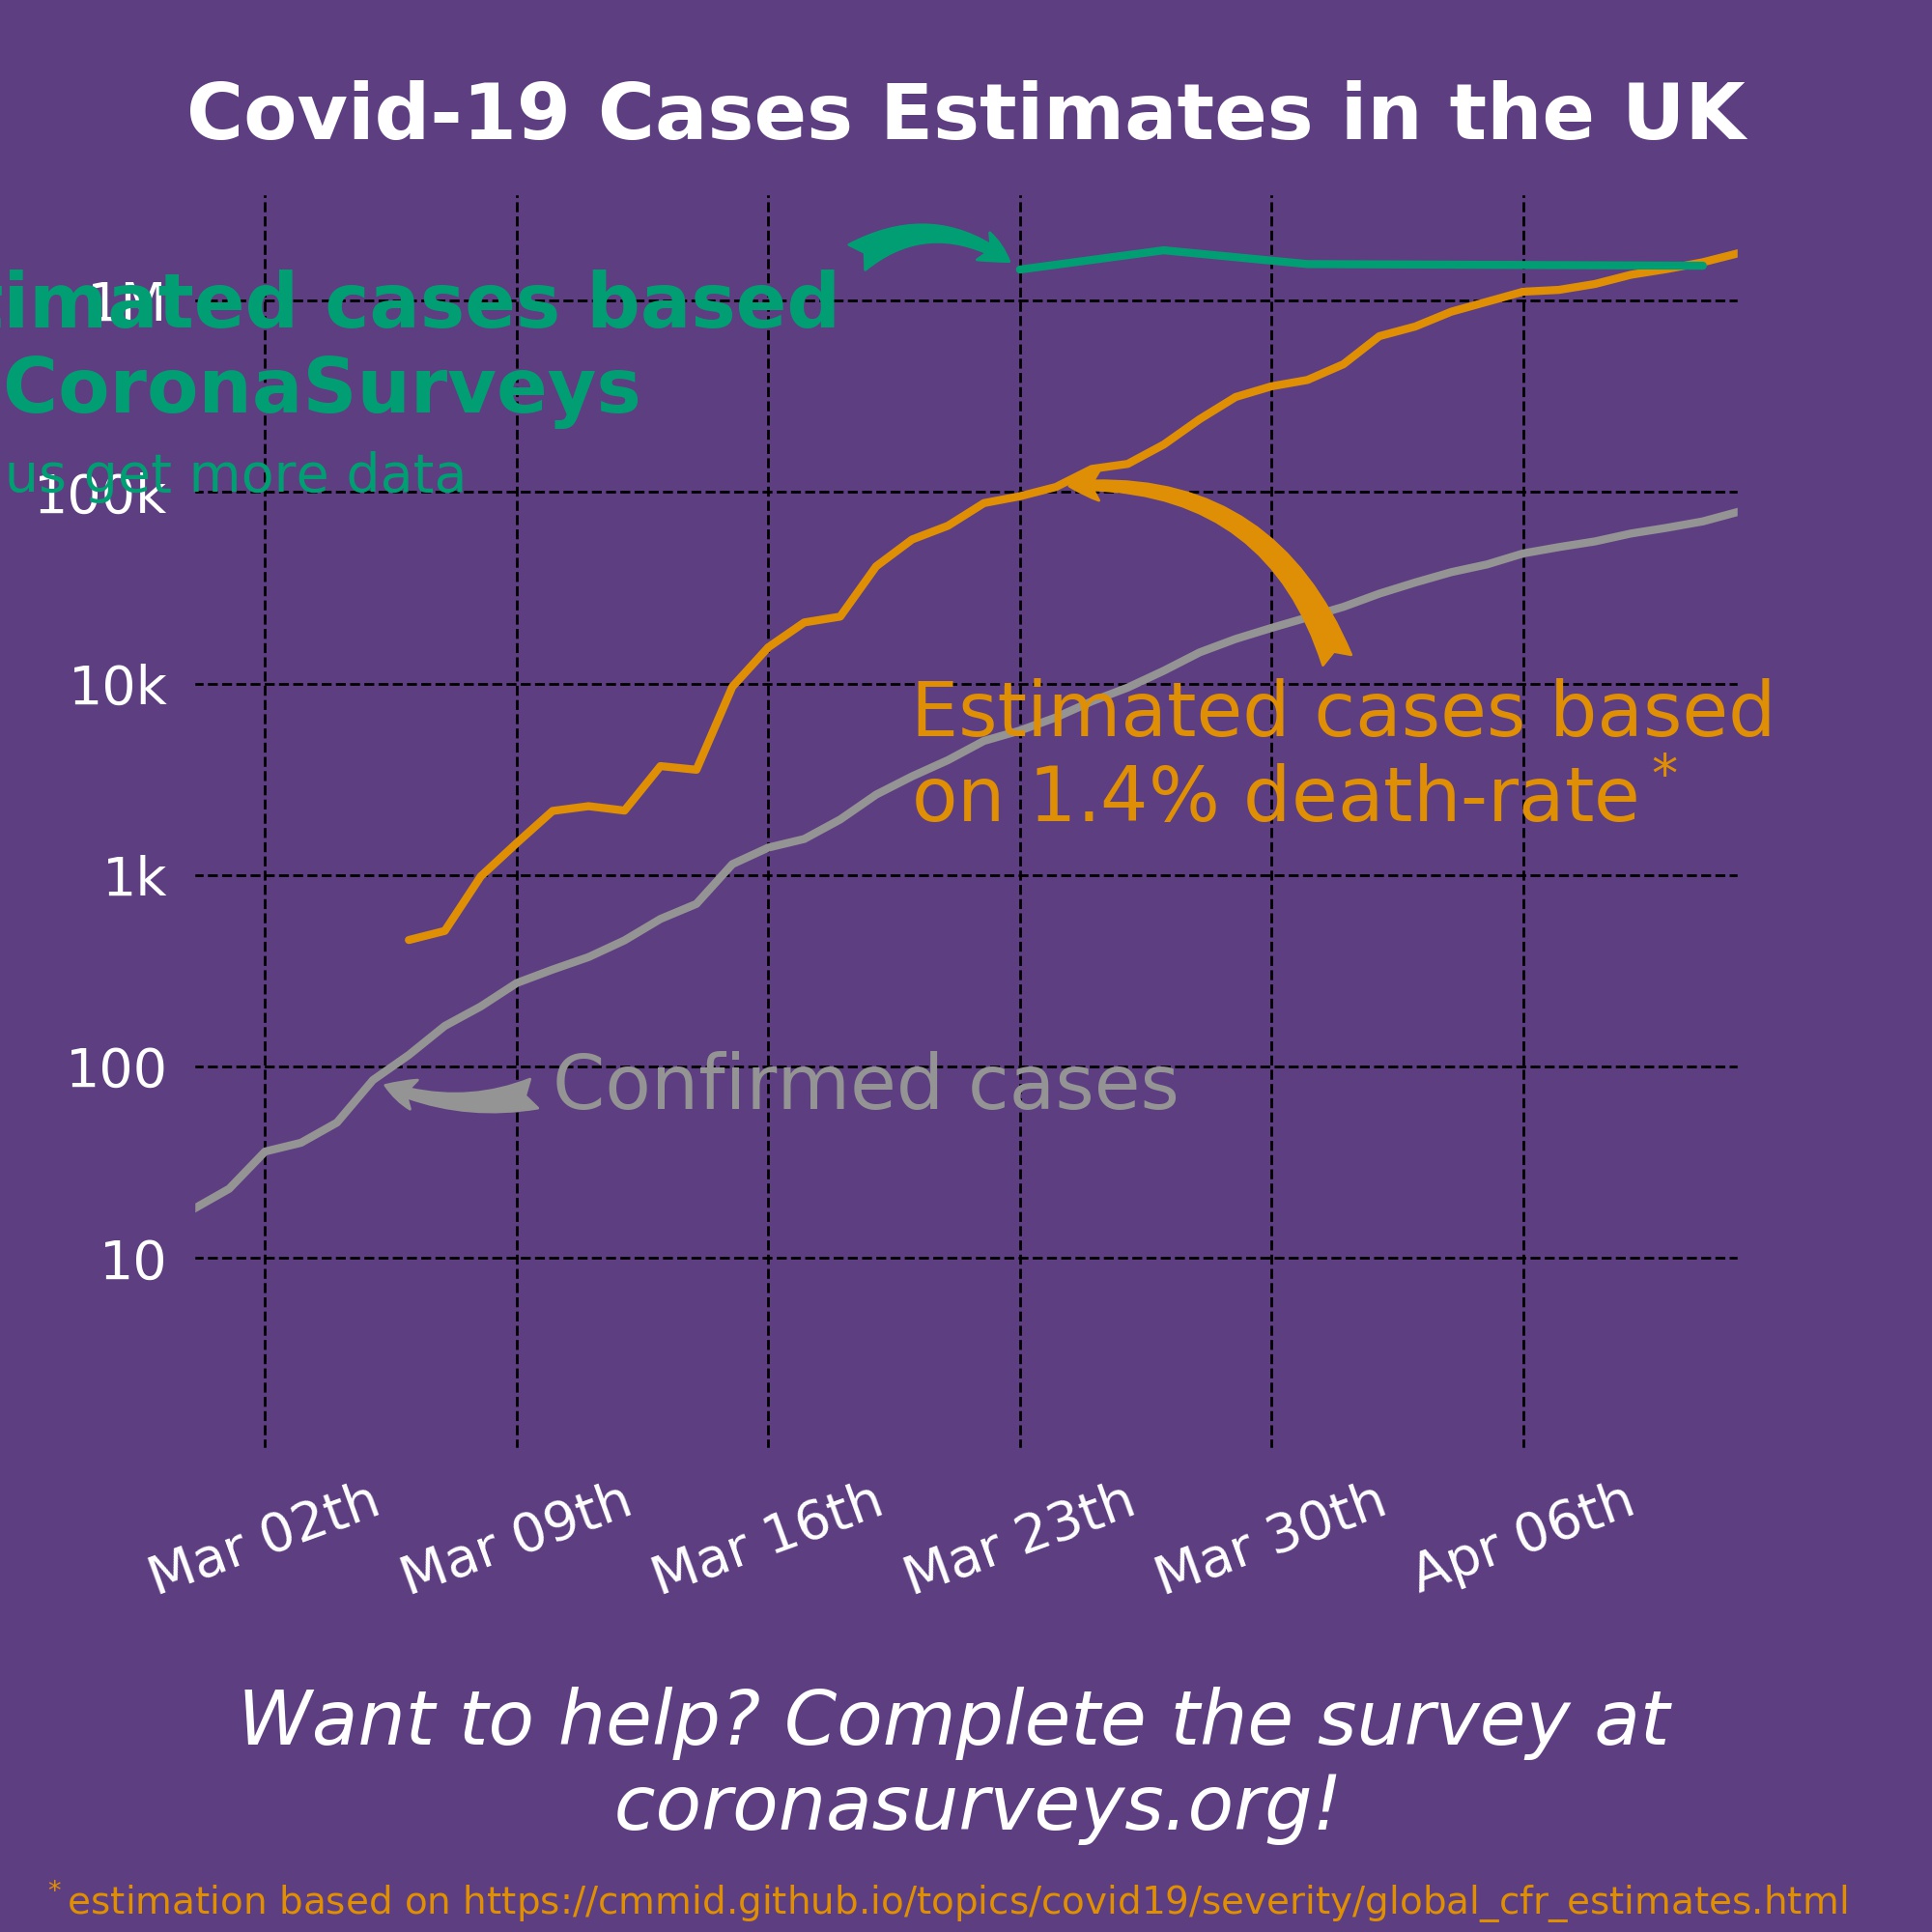 Covid-19 Cases Estimates in the UK
timated cases based
CoronaSurveys
us get more data
1M
100k
10k
1k
100
10
Estimated cases based
on 1.4% death-rate*
Confirmed cases
Mar 02th
Mar 09th
Mar 16th
Mar 23th
Mar 30th
Apr 06th
Want to help? Complete the survey at
coronasurveys.org!
*estimation based on https://cmmid.github.io/topics/covid19/severity/global_cfr_estimates.html